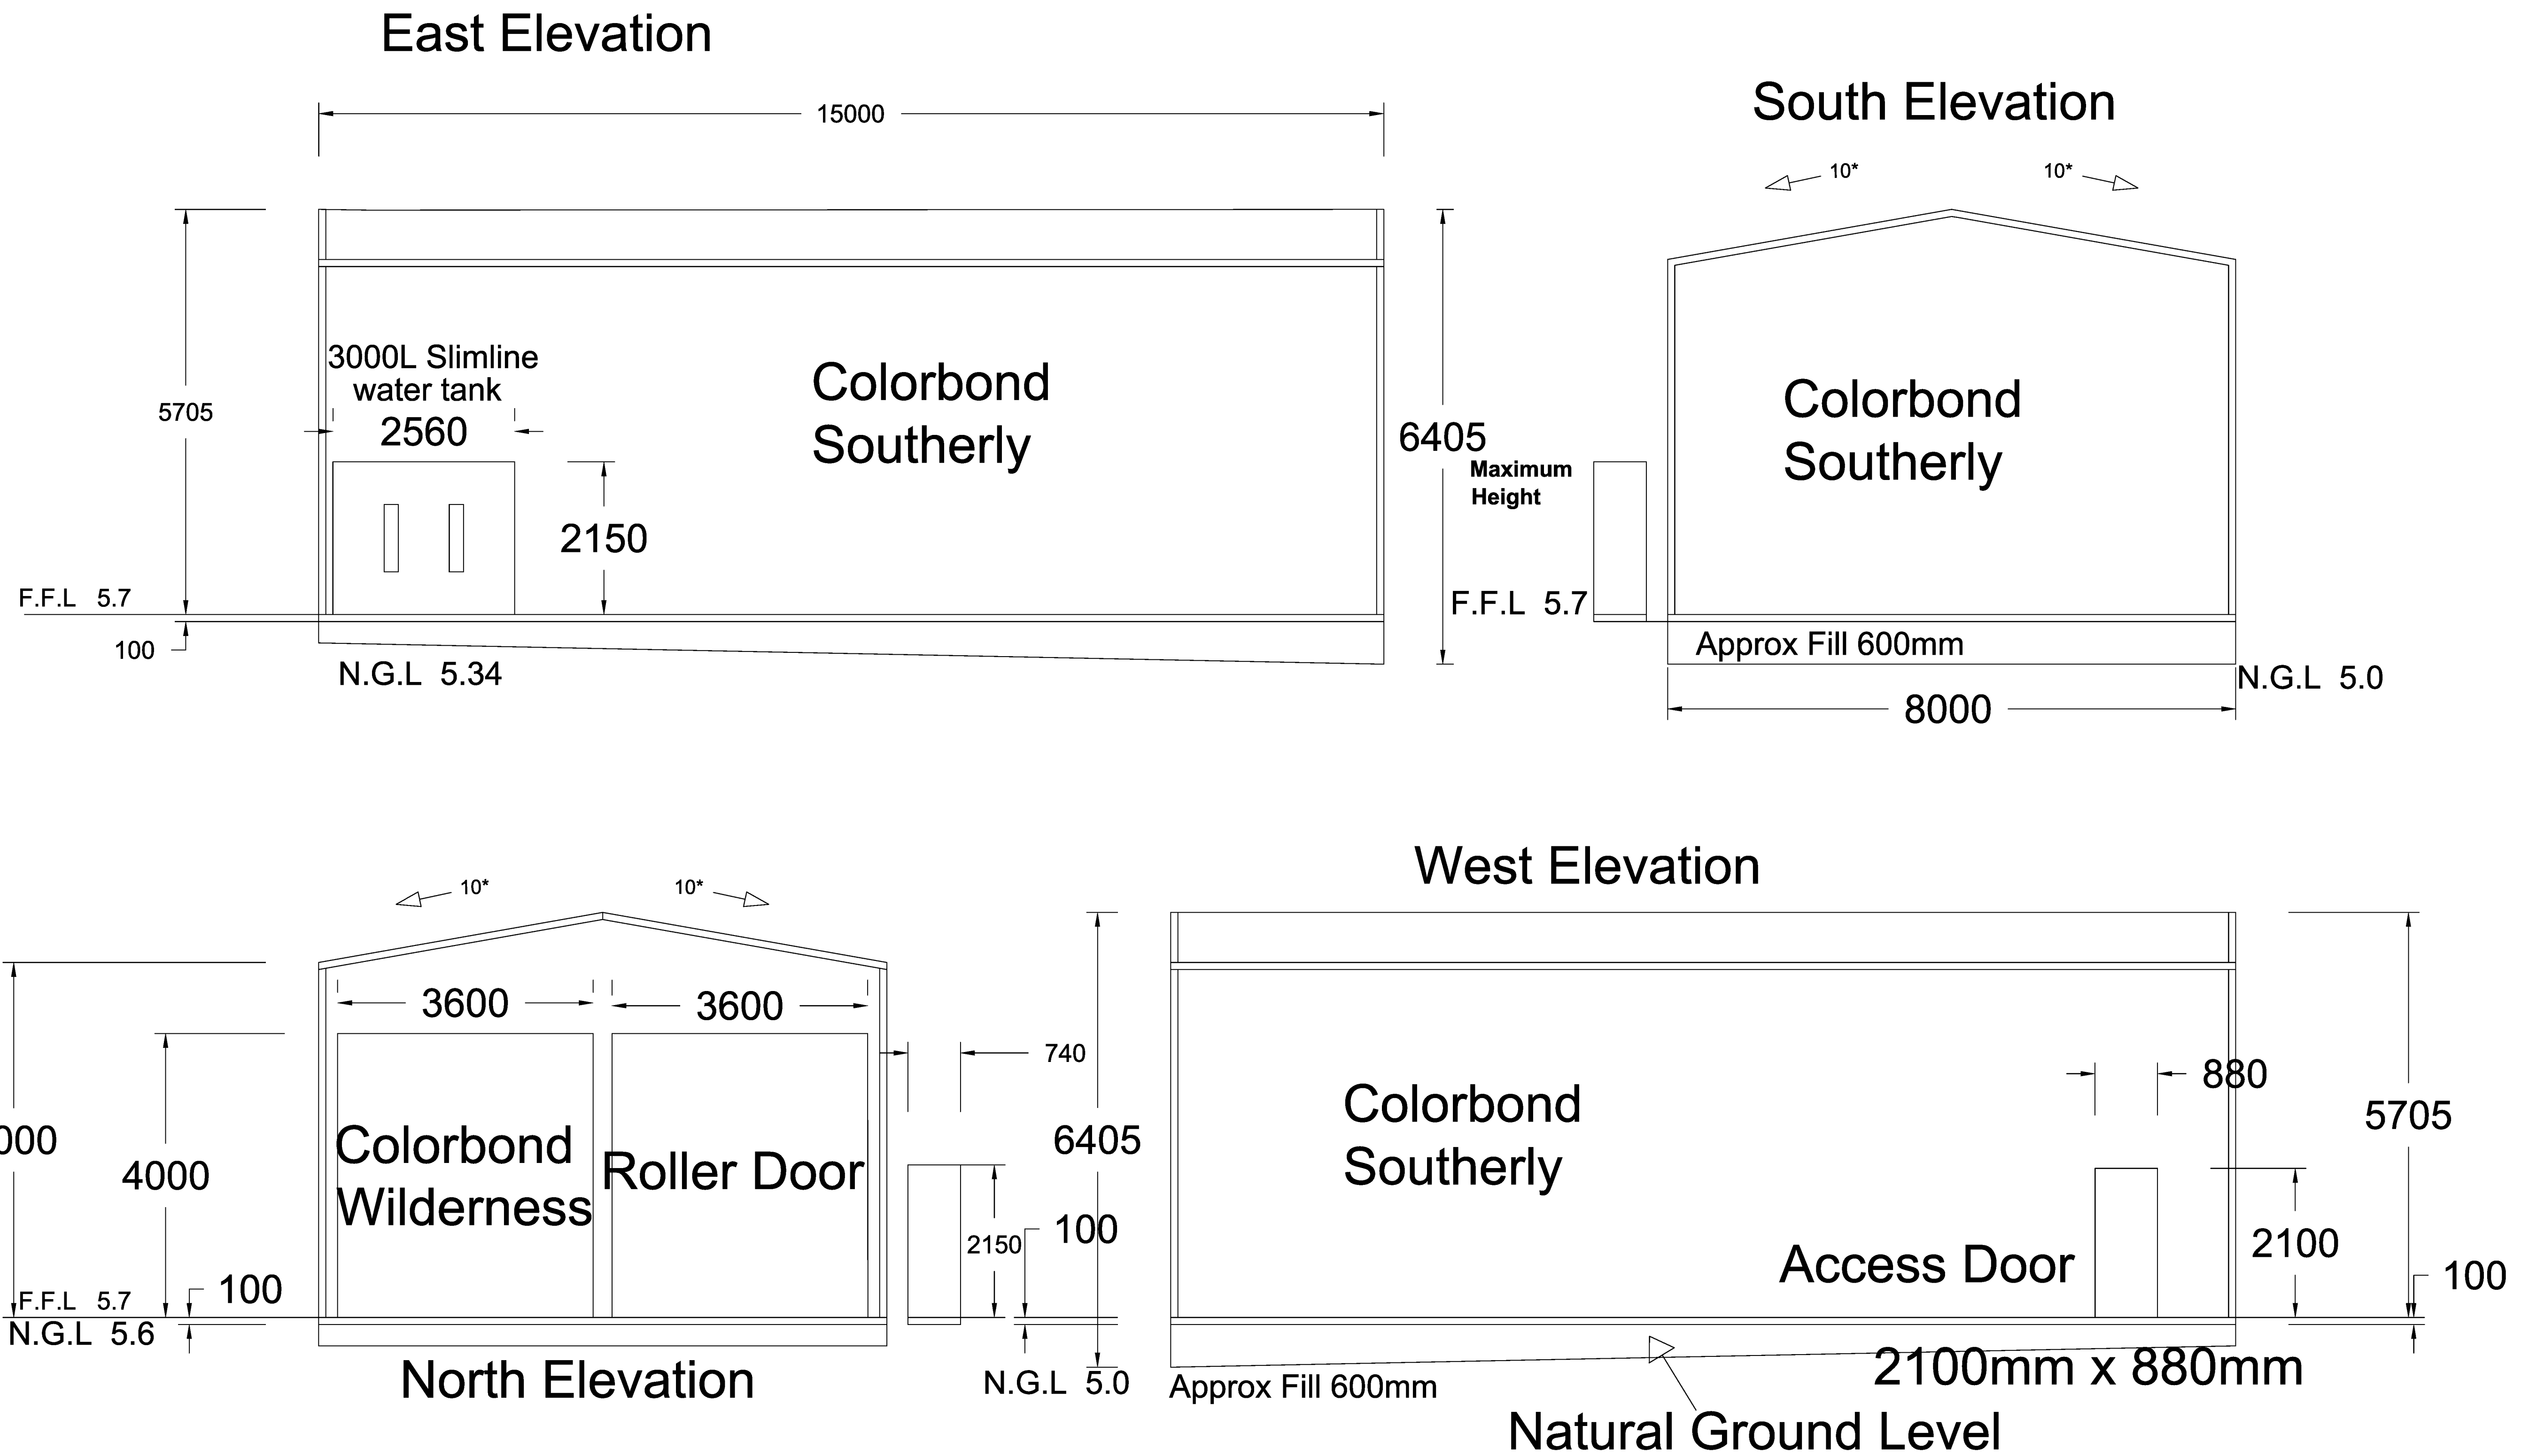 East Elevation
15000
South Elevation
10*
10*
3000L Slimline
water tank
2560
5705
Colorbond
Southerly
6405
Maximum
Height
Colorbond
Southerly
2150
F.F.L 5.7
100
N.G.L 5.34
F.F.L 5.7
Approx Fill 600mm
N.G.L 5.0
8000
West Elevation
10*
10*
3600
3600
740
880
000
4000
Colorbond
Wilderness
Roller Door
6405
Colorbond
Southerly
5705
2150
100
Access Door
2100
100
100
F.F.L 5.7
N.G.L 5.6
North Elevation
N.G.L 5.0
Approx Fill 600mm
2100mm x 880mm
Natural Ground Level